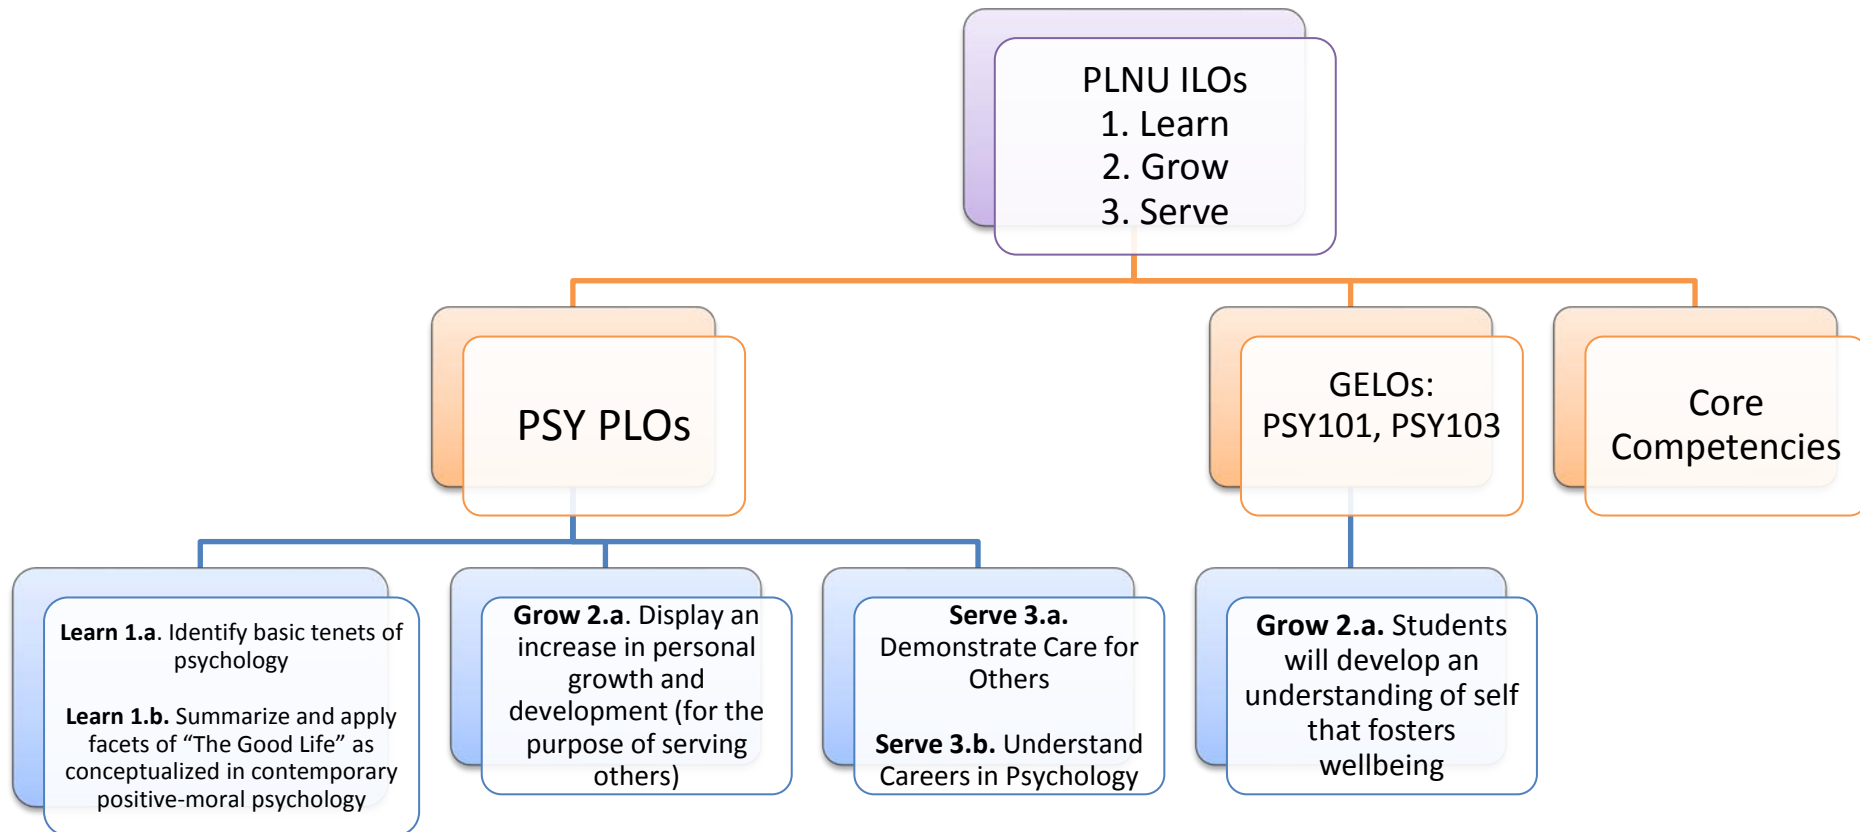 PLNU ILOs
1. Learn
2. Grow
3. Serve
PSY PLOs
GELOs:
PSY101, PSY103
Core
Competencies
Learn 1.a. Identify basic tenets of
psychology
Learn 1.b. Summarize and apply
facets of “The Good Life” as
conceptualized in contemporary
positive-moral psychology
Grow 2.a. Display an
increase in personal
growth and
development (for the
purpose of serving
others)
Serve 3.a.
Demonstrate Care for
Others
Serve 3.b. Understand
Careers in Psychology
Grow 2.a. Students
will develop an
understanding of self
that fosters
wellbeing